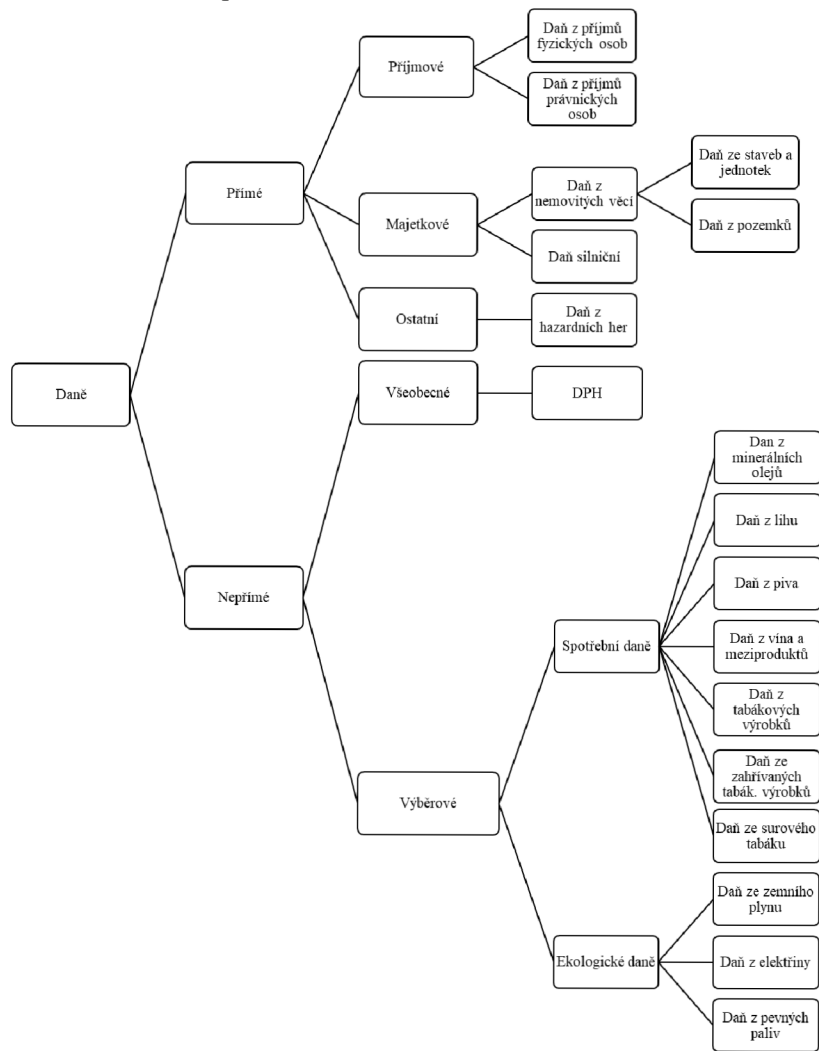 Daň z příjmů
fyzických osob
Příjmové
Daň z příjmů
právnických
osob
Daň ze staveb a
jednotek
Přímé
Daň z
nemovitých věcí
Majetkové
Daň z pozemků
Daň silniční
Ostatní
Daň z
hazardních her
Daně
Všeobecné
DPH
Dan z
minerálních
olejů
Daň z lihu
Nepřímé
Daň z piva
Spotřební daně
Daň z vína a
meziproduktů
Daň z
tabákových
výrobků
Výběrové
Daň ze
zahřívaných
tabák. výrobků
Daň ze surového
tabáku
Daň ze zemního
plynu
Ekologické daně
Daň z elektřiny
Daň z pevných
paliv